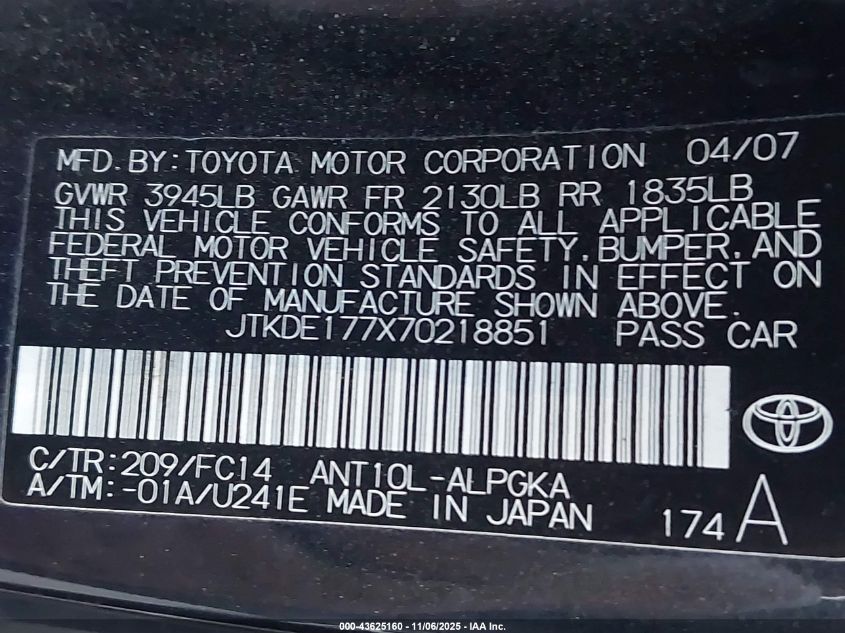 MFD. BY: TOYOTA MOTOR CORPORATION 04/07
GVWR 3945LB GAWR FR 2130LB RR 1835LB
THIS VEHICLE CONFORMS TO ALL APPLICABLE
FEDERAL MOTOR VEHICLE SAFETY, BUMPER, AND
THEFT PREVENTION STANDARDS IN EFFECT ON
THE DATE OF MANUFACTURE SHOWN ABOVE.
JTKDE177X70218851 PASS CAR
C/TR: 209/FC14 ANT10L-ALPGKA
A/TM: -01A/U241E MADE IN JAPAN 174 A
000-43625160 - 11/06/2025 - IAA Inc.